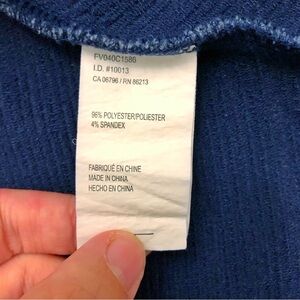 FV040C1586
I.D. #10013
CA 06796 / RN 86213
96% POLYESTER/POLIESTER
4% SPANDEX
FABRIQUÉ EN CHINE
MADE IN CHINA
HECHO EN CHINA